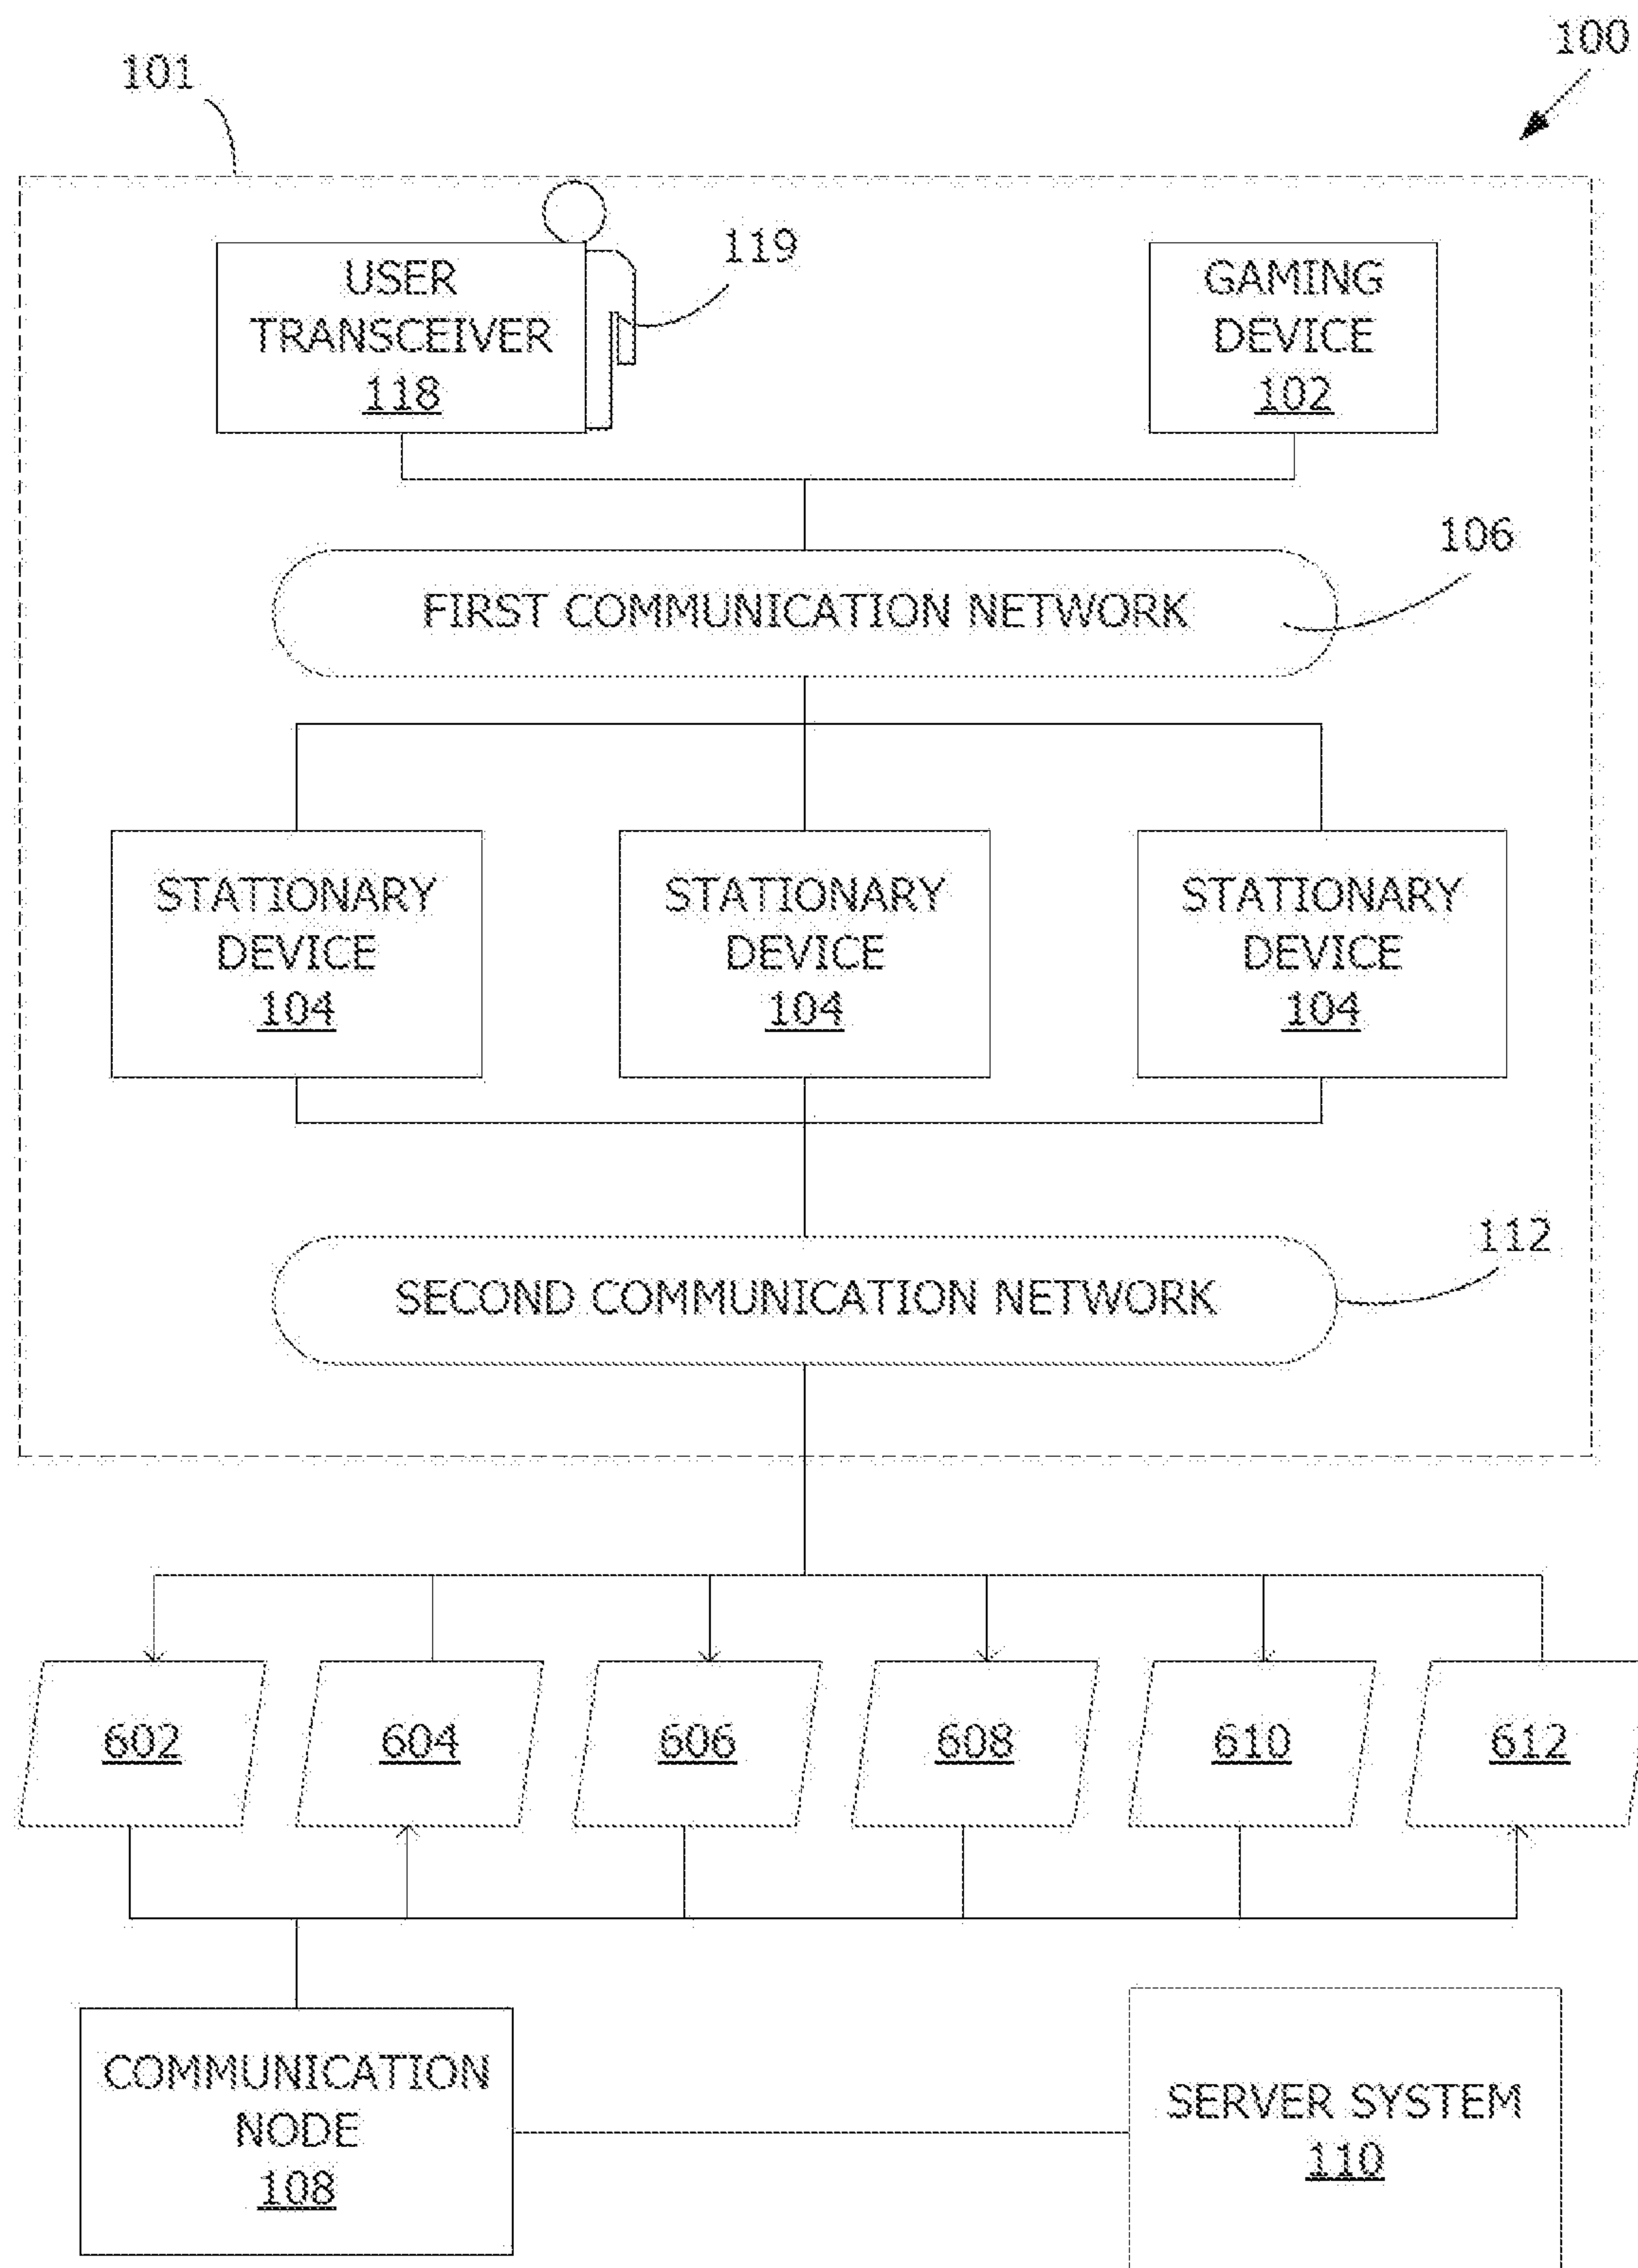 100
101
119
USER
TRANSCEIVER
118
GAMING
DEVICE
102
106
FIRST COMMUNICATION NETWORK
STATIONARY
DEVICE
104
STATIONARY
DEVICE
104
STATIONARY
DEVICE
104
112
SECOND COMMUNICATION NETWORK
602
604
606
608
610
612
COMMUNICATION
NODE
108
SERVER SYSTEM
110